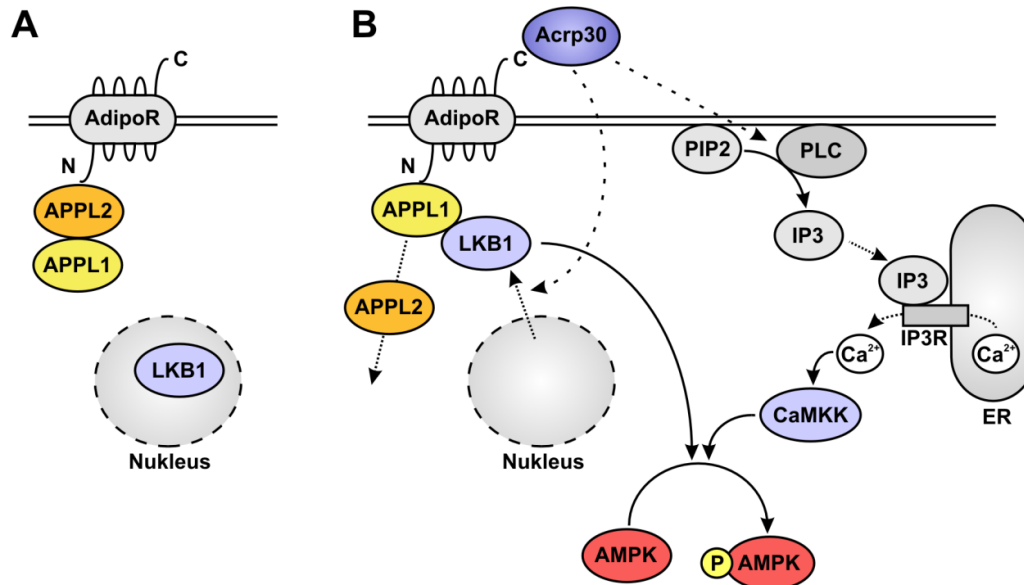 A
C
AdipoR
N
APPL2
APPL1
LKB1
Nukleus
B
Acrp30
C
AdipoR
N
APPL1
LKB1
APPL2
Nukleus
PIP2
PLC
IP3
IP3
IP3R
Ca²⁺
Ca²⁺
ER
CaMKK
AMPK
P
AMPK